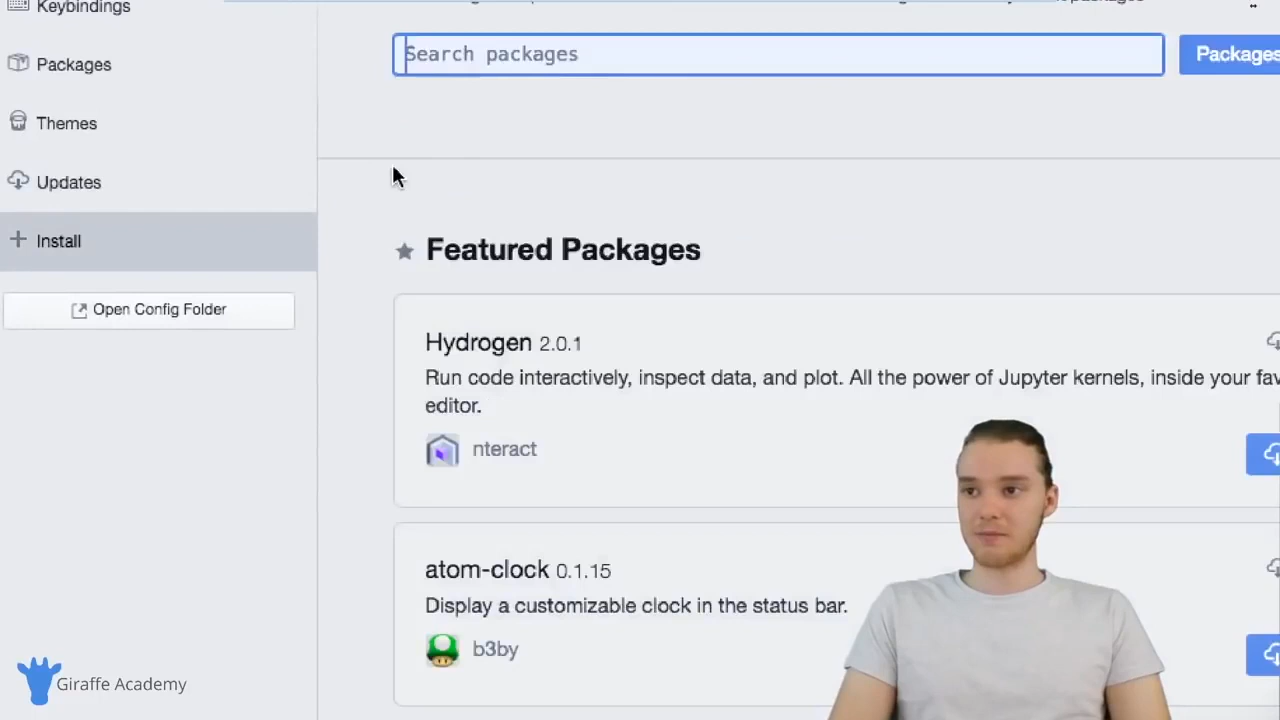 Keybindings
Search packages
Packages
Packages
Themes
Updates
Install
Featured Packages
Open Config Folder
Hydrogen 2.0.1
Run code interactively, inspect data, and plot. All the power of Jupyter kernels, inside your fav
editor.
nteract
atom-clock 0.1.15
Display a customizable clock in the status bar.
b3by
Giraffe Academy